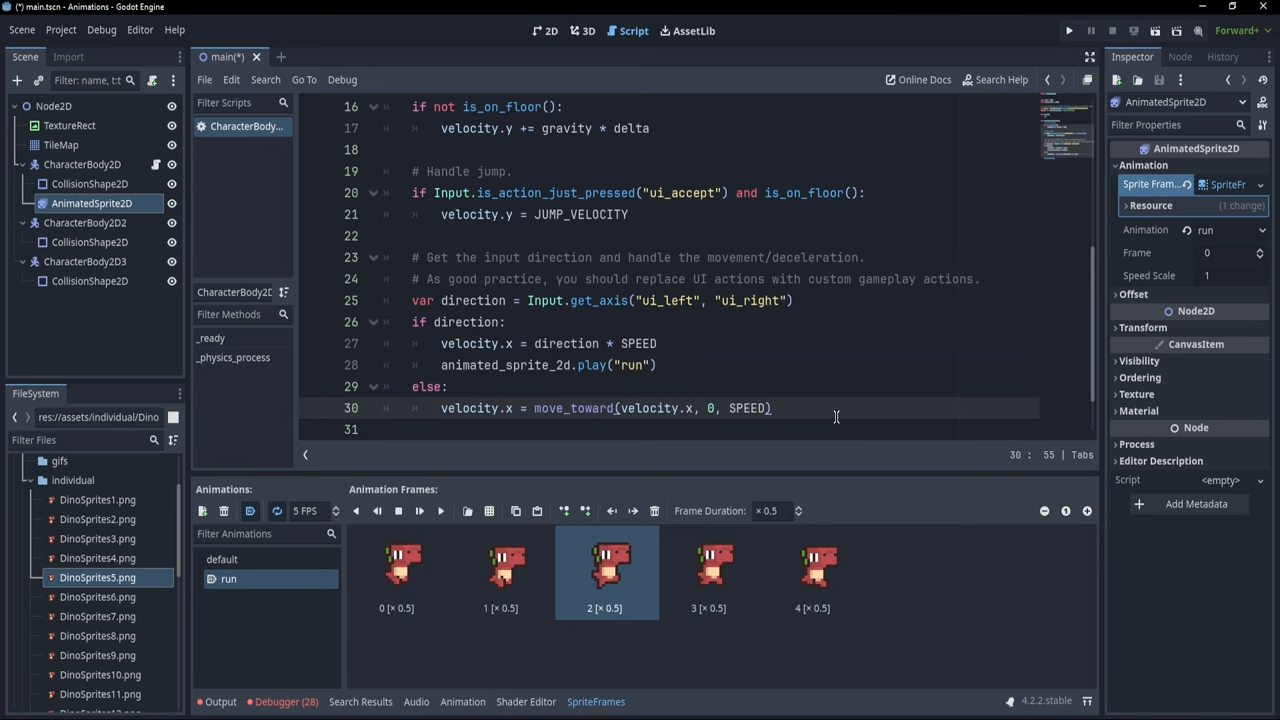 (*) main.tscn - Animations - Godot Engine
Scene Project Debug Editor Help
2D 3D Script AssetLib
Forward+
Scene Import
Filter: name, t:t
Node2D
TextureRect
TileMap
CharacterBody2D
CollisionShape2D
AnimatedSprite2D
CharacterBody2D2
CollisionShape2D
CharacterBody2D3
CollisionShape2D
FileSystem
res://assets/individual/Dino
Filter Files
gifs
individual
DinoSprites1.png
DinoSprites2.png
DinoSprites3.png
DinoSprites4.png
DinoSprites5.png
DinoSprites6.png
DinoSprites7.png
DinoSprites8.png
DinoSprites9.png
DinoSprites10.png
DinoSprites11.png
main(*)
File Edit Search Go To Debug
Online Docs Search Help
Filter Scripts
CharacterBody...
CharacterBody2D
Filter Methods
_ready
_physics_process
16 if not is_on_floor():
17 velocity.y += gravity * delta
18
19 # Handle jump.
20 if Input.is_action_just_pressed("ui_accept") and is_on_floor():
21 velocity.y = JUMP_VELOCITY
22
23 # Get the input direction and handle the movement/deceleration.
24 # As good practice, you should replace UI actions with custom gameplay actions.
25 var direction = Input.get_axis("ui_left", "ui_right")
26 if direction:
27 velocity.x = direction * SPEED
28 animated_sprite_2d.play("run")
29 else:
30 velocity.x = move_toward(velocity.x, 0, SPEED)
31
30 : 55 | Tabs
Animations:
5 FPS
Filter Animations
default
run
Animation Frames:
Frame Duration: × 0.5
0 [× 0.5] 1 [× 0.5] 2 [× 0.5] 3 [× 0.5] 4 [× 0.5]
Output Debugger (28) Search Results Audio Animation Shader Editor SpriteFrames
4.2.2.stable
Inspector Node History
AnimatedSprite2D
Filter Properties
AnimatedSprite2D
Animation
Sprite Fram... SpriteFr
Resource (1 change)
Animation run
Frame 0
Speed Scale 1
Offset
Node2D
Transform
CanvasItem
Visibility
Ordering
Texture
Material
Node
Process
Editor Description
Script <empty>
Add Metadata